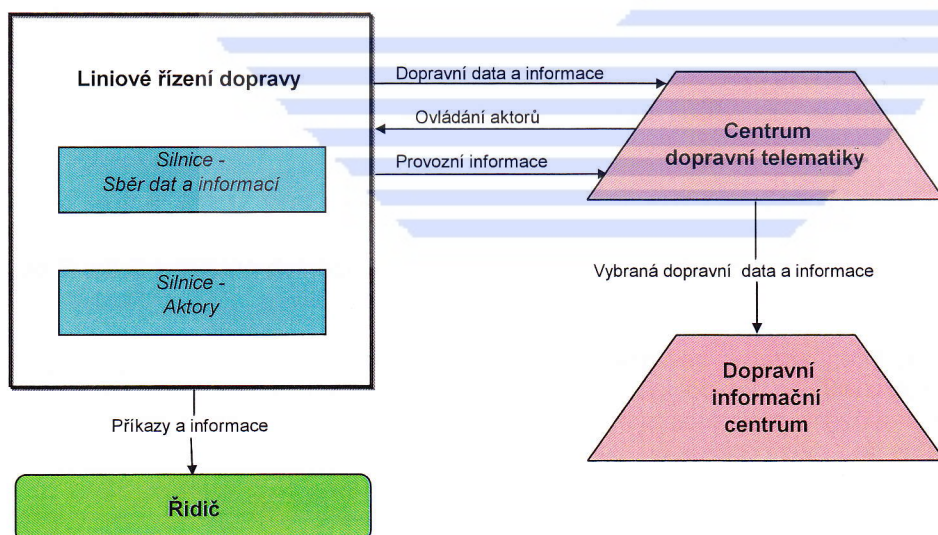 Liniové řízení dopravy
Silnice -
Sběr dat a informací
Silnice -
Aktory
Dopravní data a informace
Ovládání aktorů
Provozní informace
Centrum
dopravní telematiky
Vybraná dopravní data a informace
Dopravní
informační
centrum
Příkazy a informace
Řidič